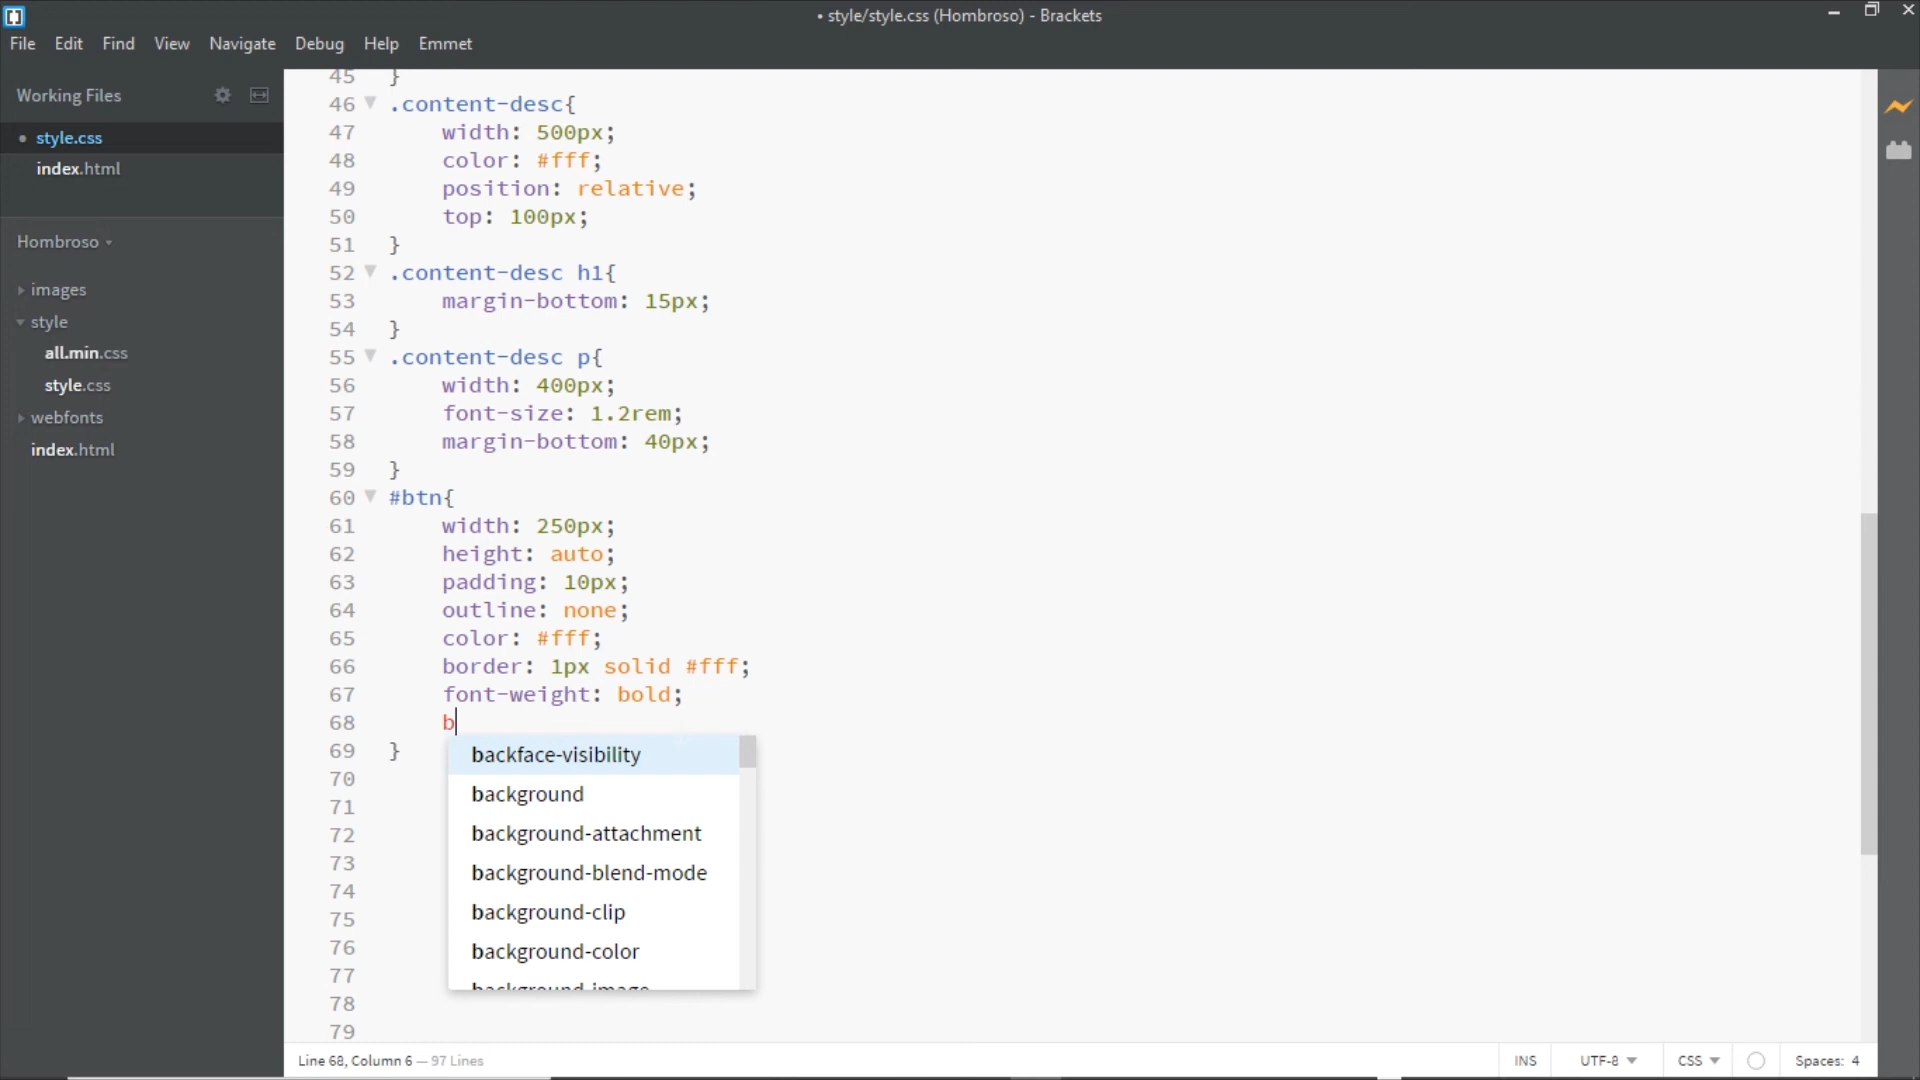 • style/style.css (Hombroso) - Brackets
File Edit Find View Navigate Debug Help Emmet
Working Files
• style.css
index.html
Hombroso
images
style
all.min.css
style.css
webfonts
index.html
45 }
46 .content-desc{
47 width: 500px;
48 color: #fff;
49 position: relative;
50 top: 100px;
51 }
52 .content-desc h1{
53 margin-bottom: 15px;
54 }
55 .content-desc p{
56 width: 400px;
57 font-size: 1.2rem;
58 margin-bottom: 40px;
59 }
60 #btn{
61 width: 250px;
62 height: auto;
63 padding: 10px;
64 outline: none;
65 color: #fff;
66 border: 1px solid #fff;
67 font-weight: bold;
68 b
69 }
70
71
72
73
74
75
76
77
78
79
backface-visibility
background
background-attachment
background-blend-mode
background-clip
background-color
background-image
Line 68, Column 6 — 97 Lines
INS UTF-8 CSS Spaces: 4